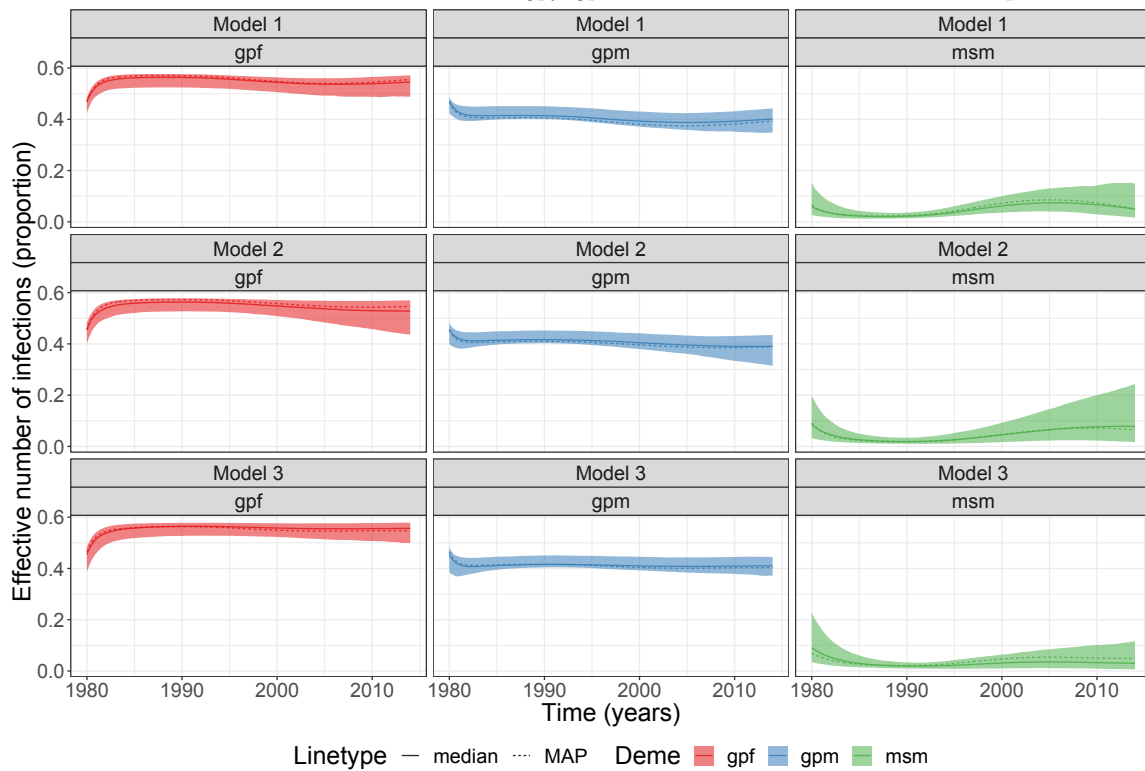 Model 1 Model 1 Model 1
gpf gpm msm
0.6
0.4
0.2
0.0
Model 2 Model 2 Model 2
gpf gpm msm
0.6
0.4
0.2
0.0
Model 3 Model 3 Model 3
gpf gpm msm
0.6
0.4
0.2
0.0
Effective number of infections (proportion)
1980 1990 2000 2010 1980 1990 2000 2010 1980 1990 2000 2010
Time (years)
Linetype median MAP Deme gpf gpm msm